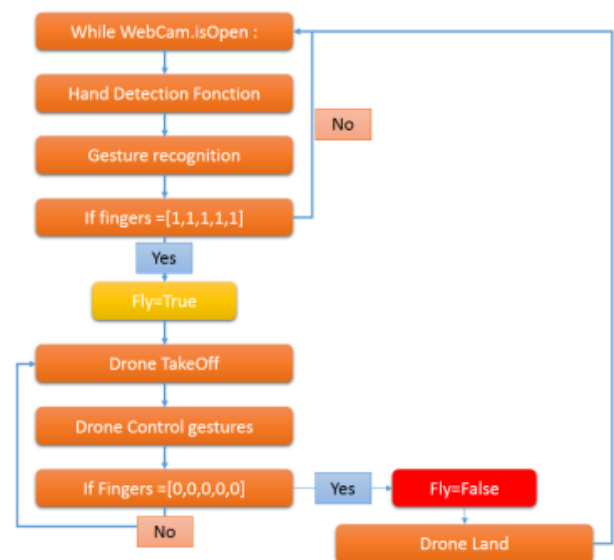 While WebCam.isOpen :
Hand Detection Fonction
No
Gesture recognition
If fingers =[1,1,1,1,1]
Yes
Fly=True
Drone TakeOff
Drone Control gestures
If Fingers =[0,0,0,0,0]
Yes
Fly=False
No
Drone Land